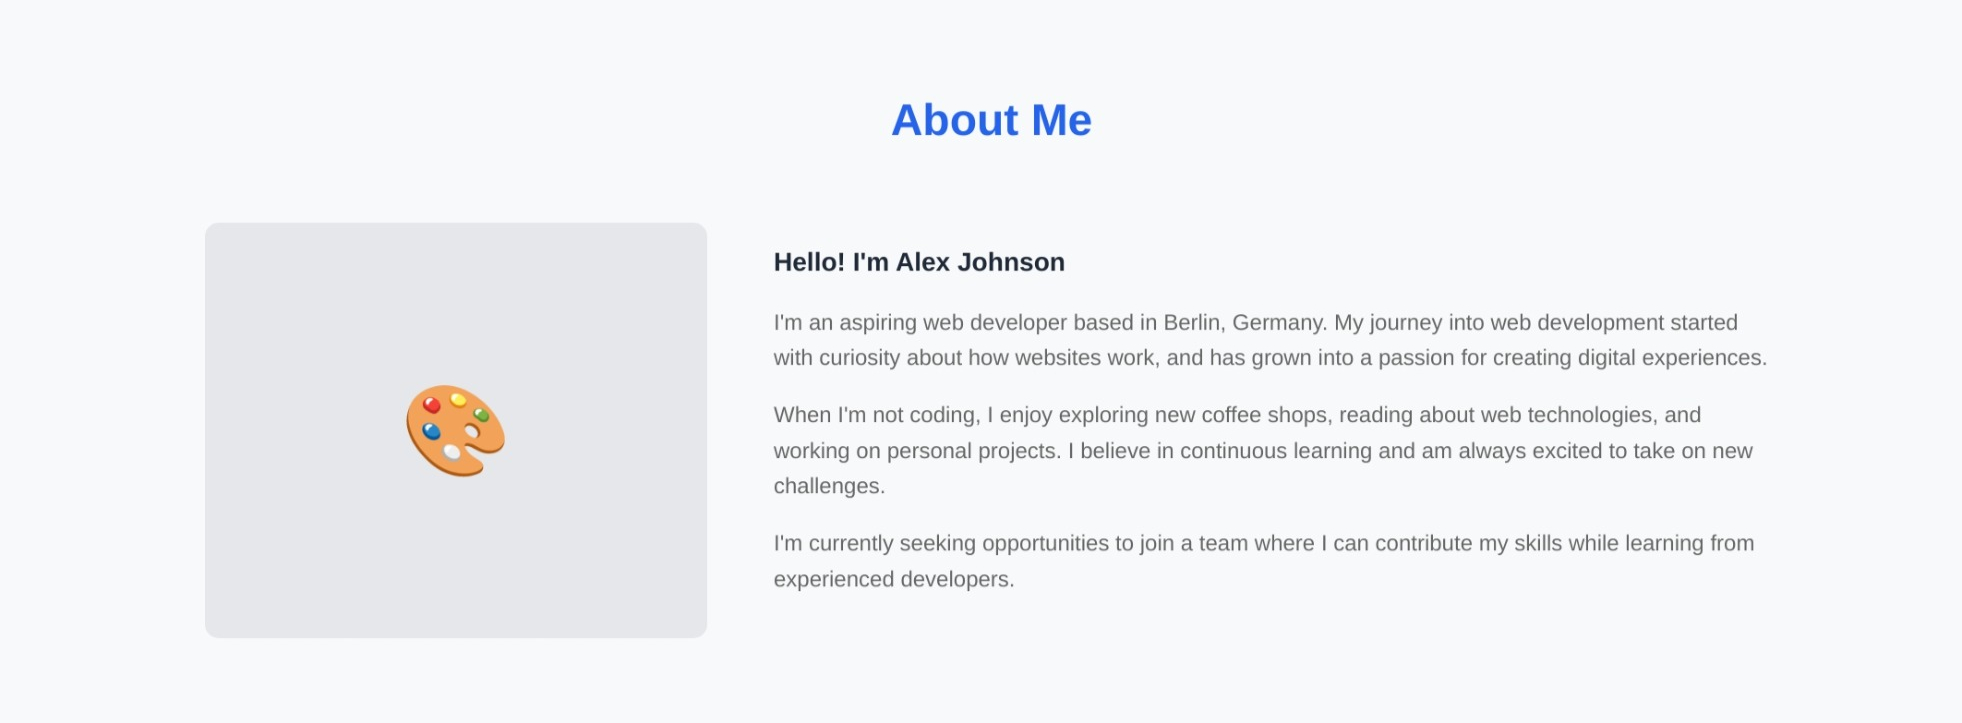 About Me
Hello! I'm Alex Johnson
I'm an aspiring web developer based in Berlin, Germany. My journey into web development started
with curiosity about how websites work, and has grown into a passion for creating digital experiences.
When I'm not coding, I enjoy exploring new coffee shops, reading about web technologies, and
working on personal projects. I believe in continuous learning and am always excited to take on new
challenges.
I'm currently seeking opportunities to join a team where I can contribute my skills while learning from
experienced developers.